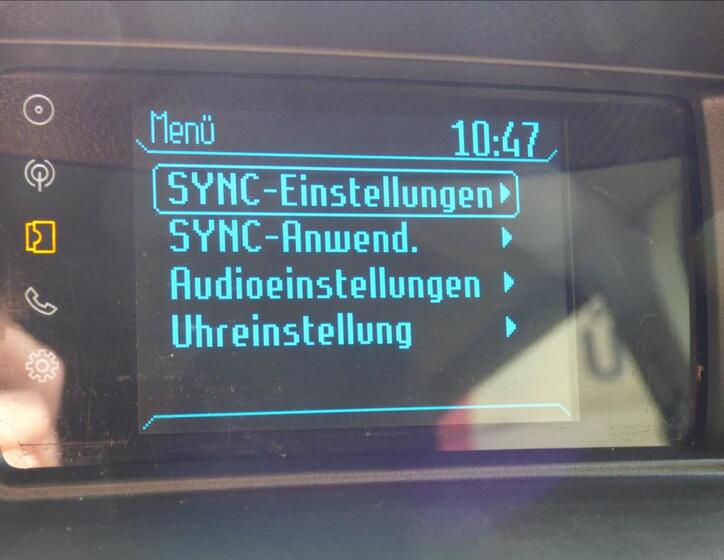 Menü 10:47
SYNC-Einstellungen
SYNC-Anwend.
Audioeinstellungen
Uhreinstellung